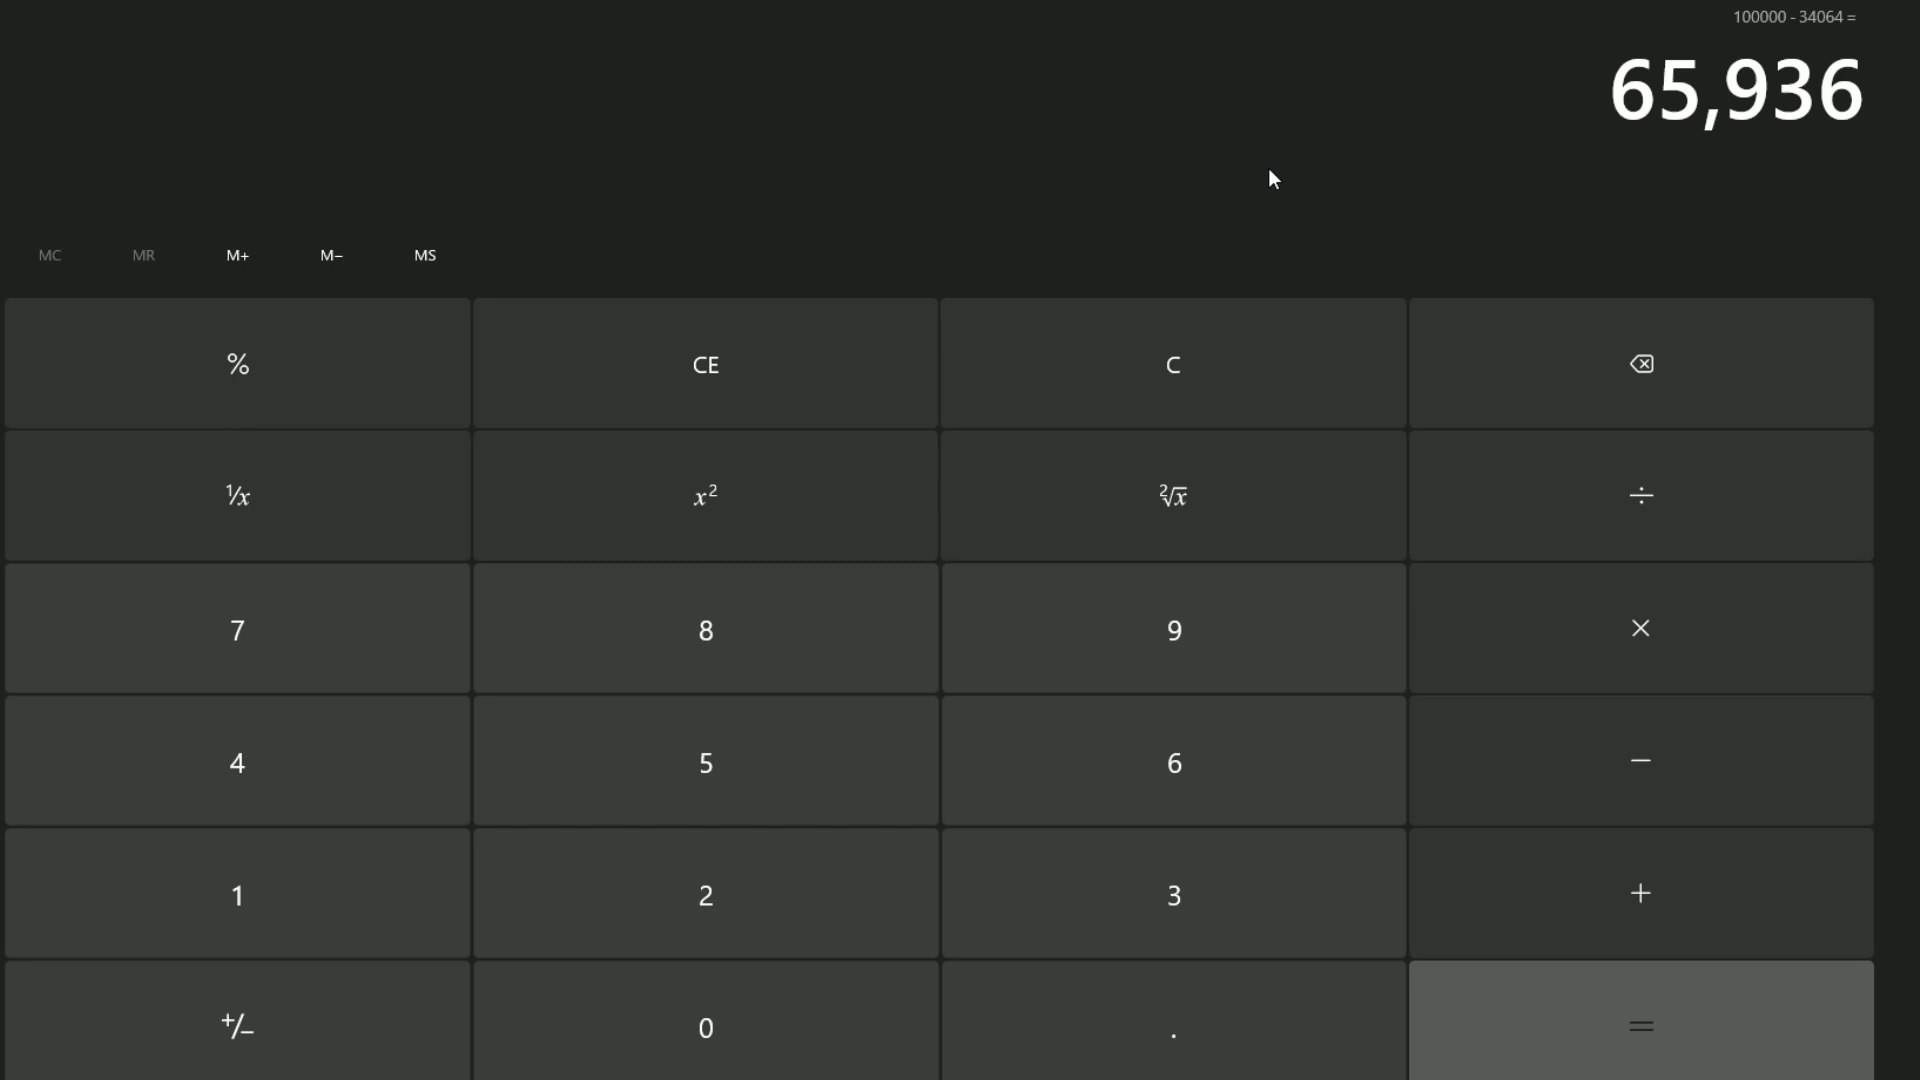 100000 - 34064 =
65,936
MC MR M+ M− MS
% CE C
⅟x x² ²√x ÷
7 8 9 ×
4 5 6 −
1 2 3 +
+/− 0 . =